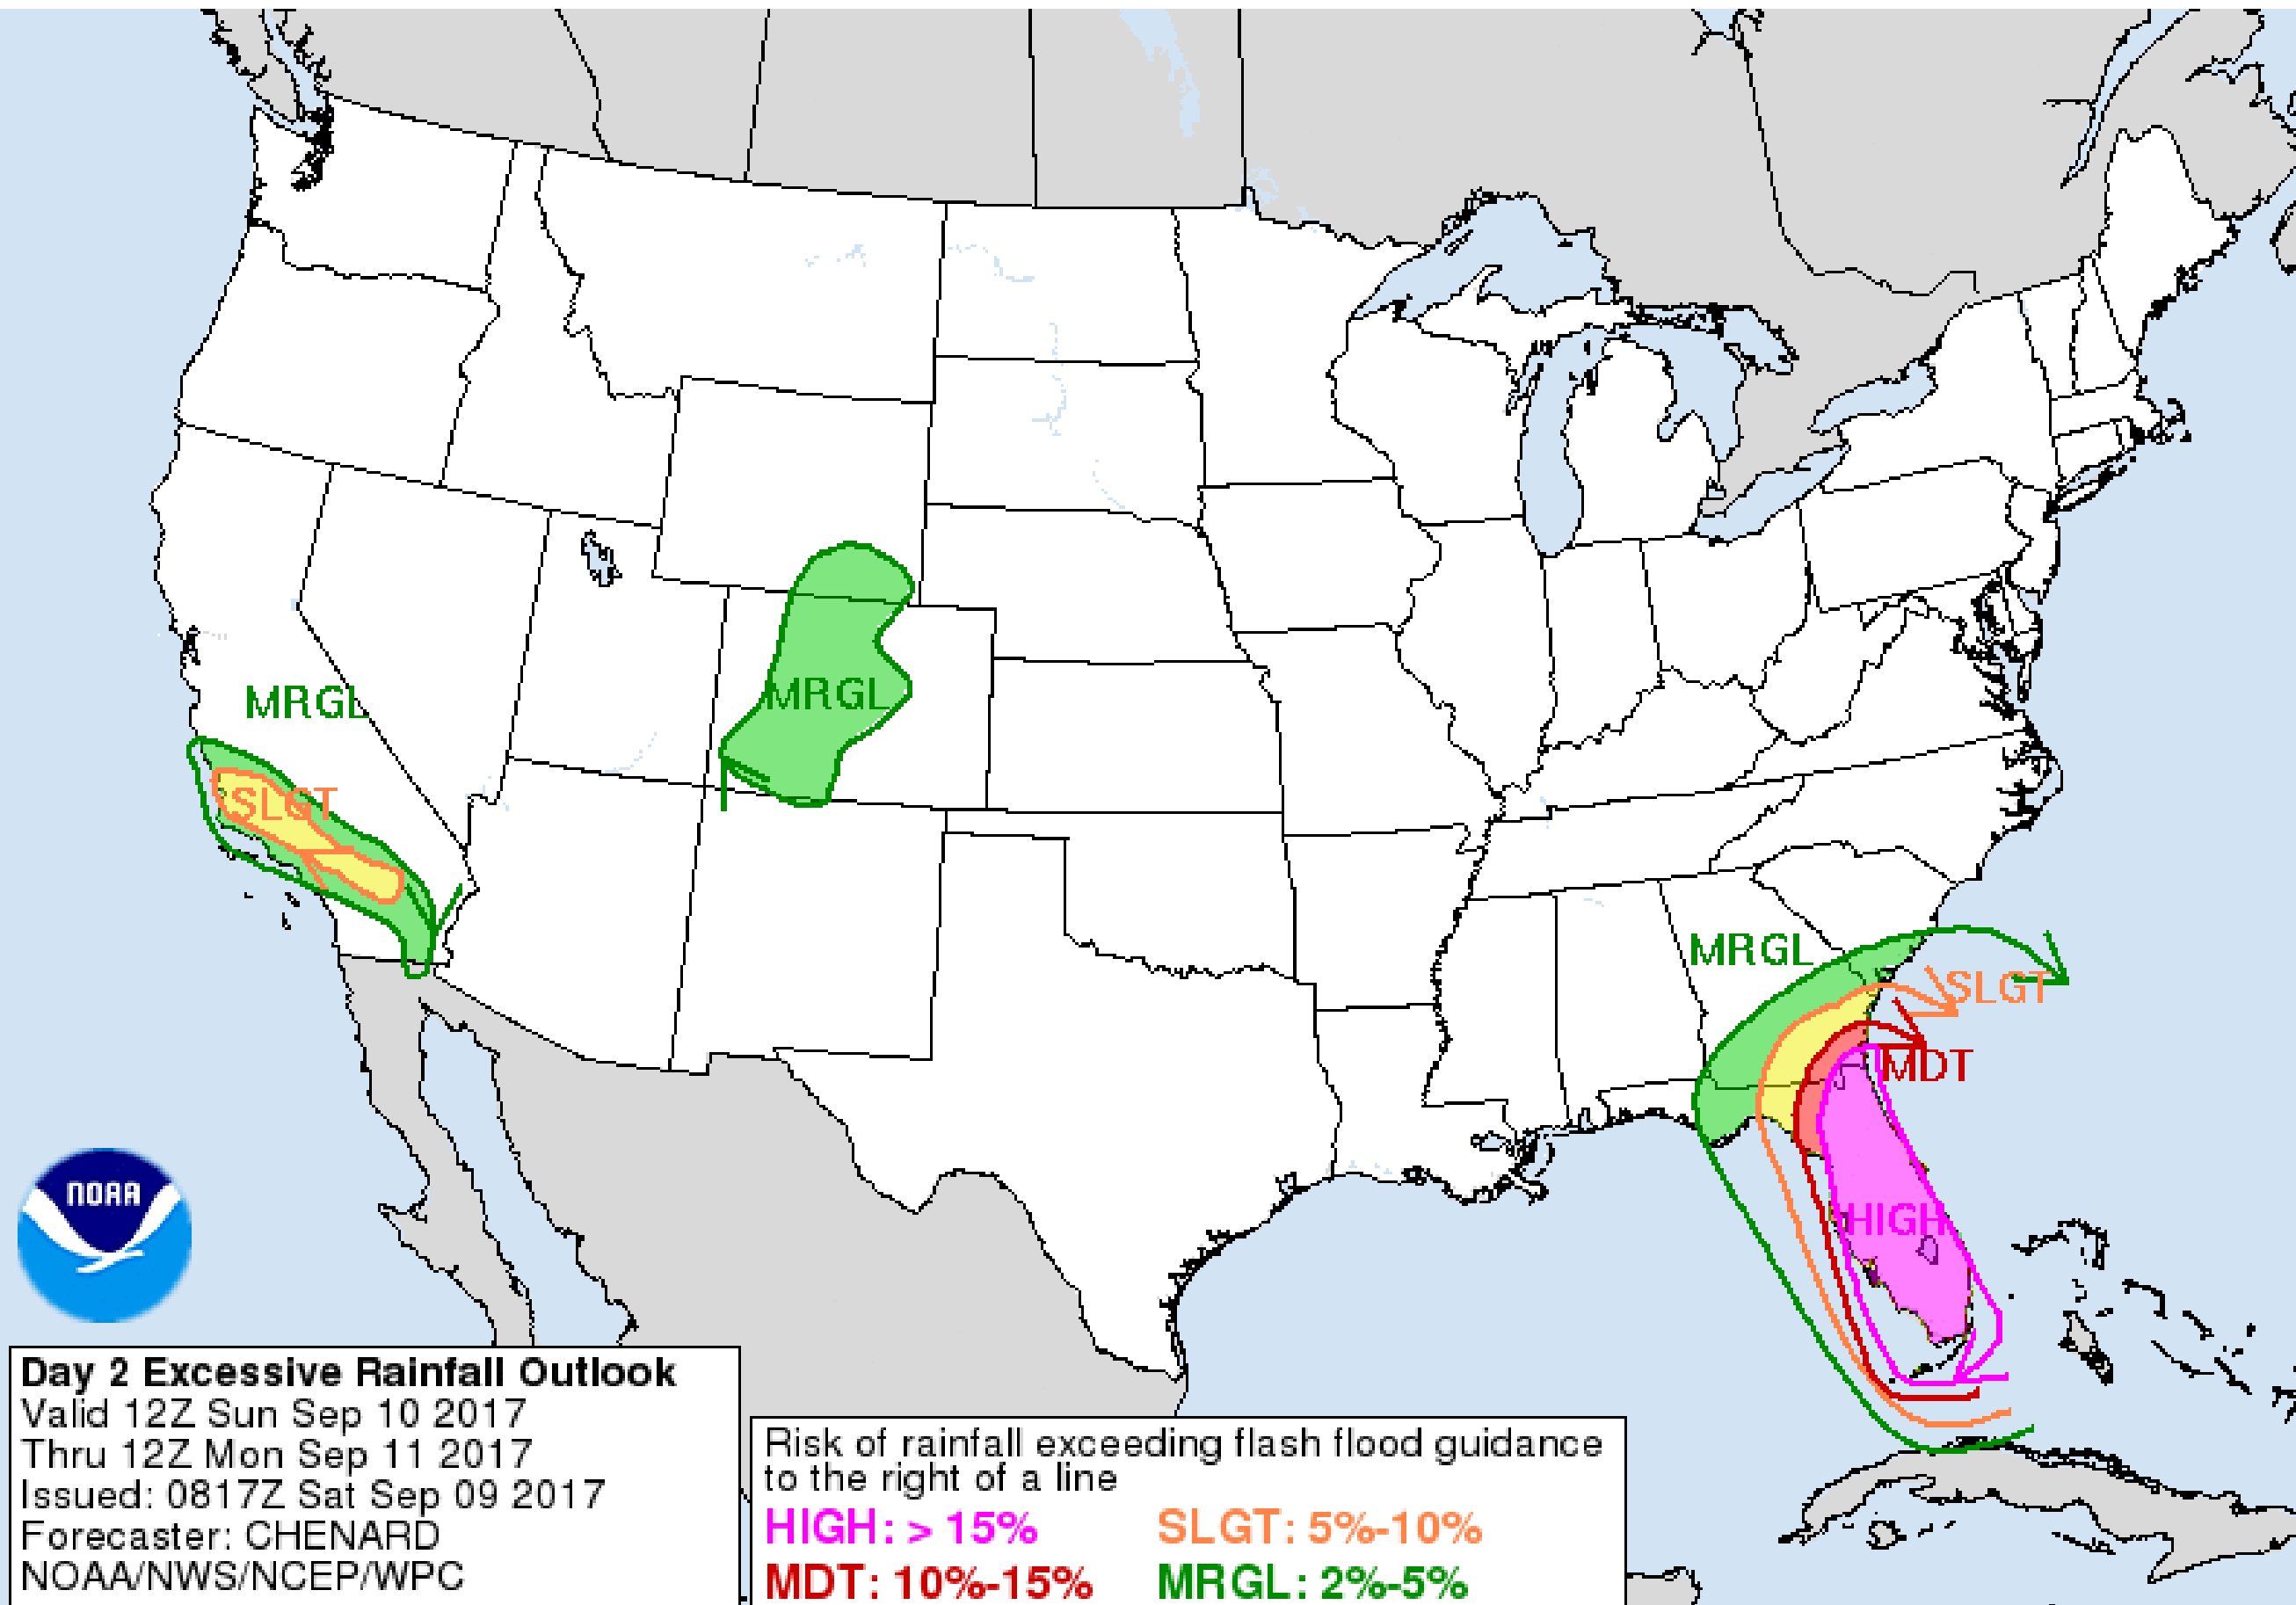 MRGL
MRGL
SLGT
MRGL
SLGT
MDT
HIGH
NOAA
Day 2 Excessive Rainfall Outlook
Valid 12Z Sun Sep 10 2017
Thru 12Z Mon Sep 11 2017
Issued: 0817Z Sat Sep 09 2017
Forecaster: CHENARD
NOAA/NWS/NCEP/WPC
Risk of rainfall exceeding flash flood guidance
to the right of a line
HIGH: > 15% SLGT: 5%-10%
MDT: 10%-15% MRGL: 2%-5%